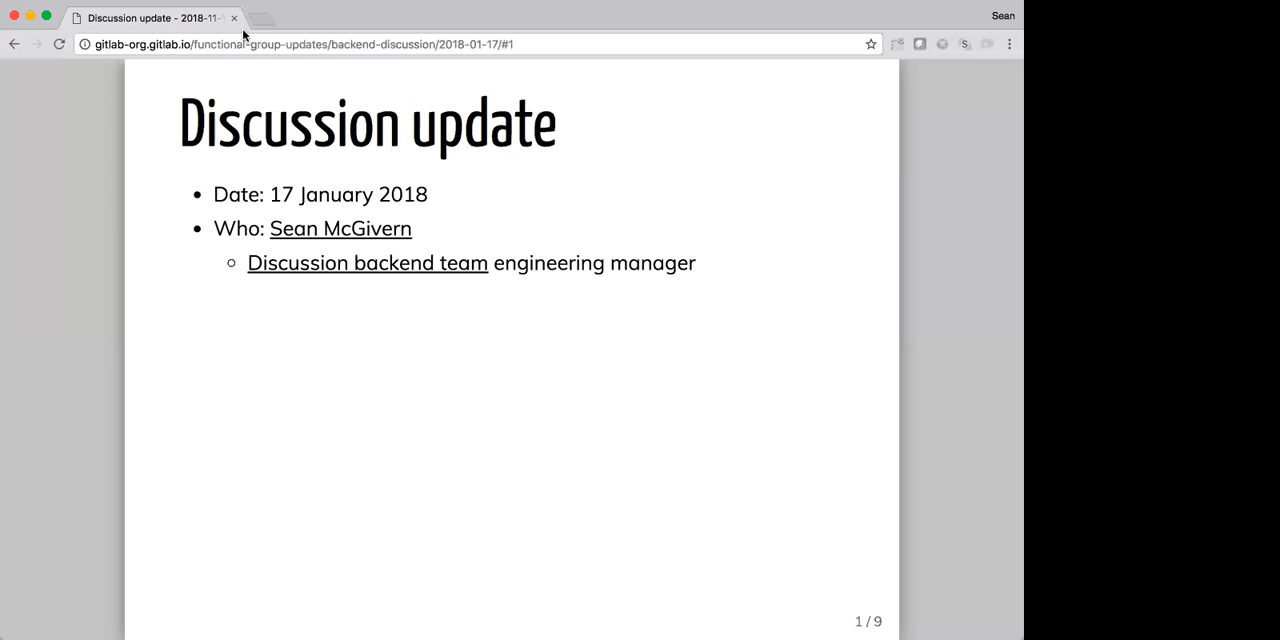 Discussion update - 2018-11-1
Sean
gitlab-org.gitlab.io/functional-group-updates/backend-discussion/2018-01-17/#1
Discussion update
Date: 17 January 2018
Who: Sean McGivern
Discussion backend team engineering manager
1 / 9